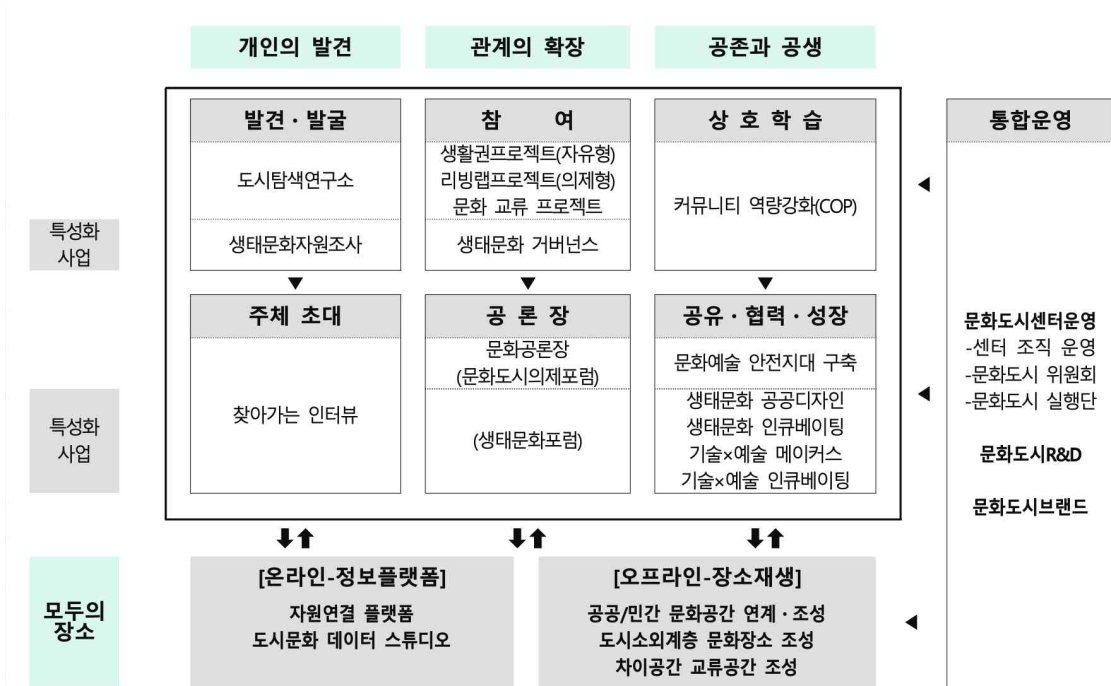 개인의 발견
관계의 확장
공존과 공생
발견·발굴
도시탐색연구소
생태문화자원조사
참 여
생활권프로젝트(자유형)
리빙랩프로젝트(의제형)
문화 교류 프로젝트
생태문화 거버넌스
상호학습
커뮤니티 역량강화(COP)
특성화
사업
주체 초대
찾아가는 인터뷰
공 론 장
문화공론장
(문화도시의제포럼)
(생태문화포럼)
공유·협력·성장
문화예술 안전지대 구축
생태문화 공공디자인
생태문화 인큐베이팅
기술×예술 메이커스
기술×예술 인큐베이팅
특성화
사업
모두의
장소
[온라인-정보플랫폼]
자원연결 플랫폼
도시문화 데이터 스튜디오
[오프라인-장소재생]
공공/민간 문화공간 연계·조성
도시소외계층 문화장소 조성
차이공간 교류공간 조성
통합운영
문화도시센터운영
-센터 조직 운영
-문화도시 위원회
-문화도시 실행단
문화도시R&D
문화도시브랜드